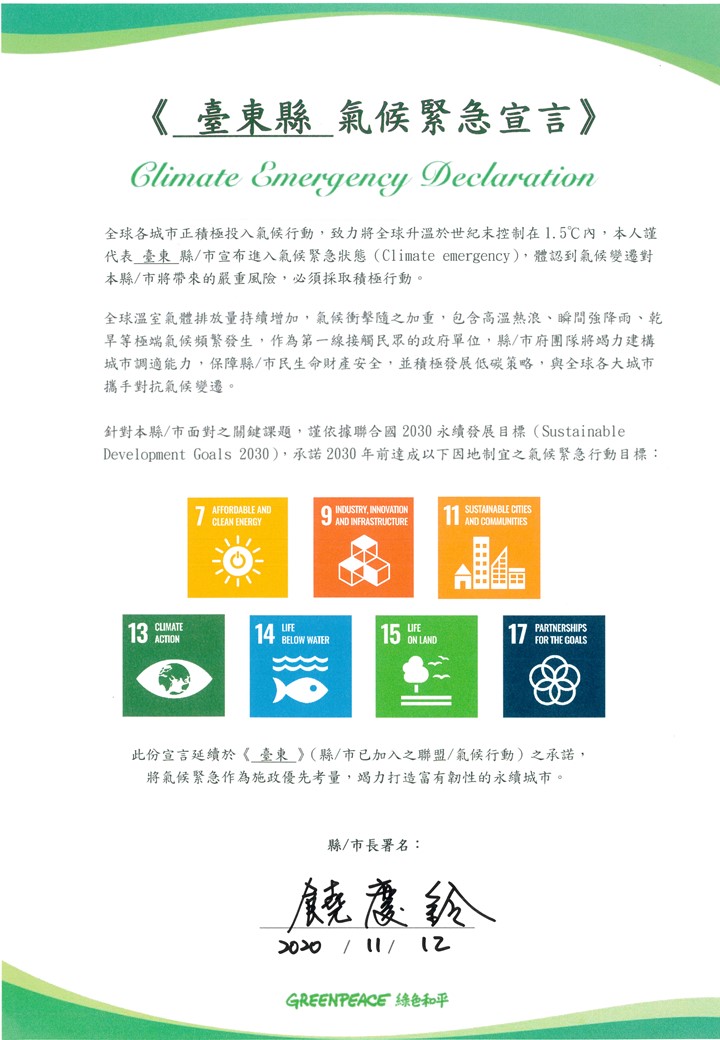 《 臺東縣 氣候緊急宣言》
Climate Emergency Declaration
全球各城市正積極投入氣候行動，致力將全球升溫於世紀末控制在 1.5℃內，本人謹
代表 臺東 縣/市宣布進入氣候緊急狀態（Climate emergency），體認到氣候變遷對
本縣/市將帶來的嚴重風險，必須採取積極行動。
全球溫室氣體排放量持續增加，氣候衝擊隨之加重，包含高溫熱浪、瞬間強降雨、乾
旱等極端氣候頻繁發生，作為第一線接觸民眾的政府單位，縣/市府團隊將竭力建構
城市調適能力，保障縣/市民生命財產安全，並積極發展低碳策略，與全球各大城市
攜手對抗氣候變遷。
針對本縣/市面對之關鍵課題，謹依據聯合國 2030 永續發展目標（Sustainable
Development Goals 2030），承諾 2030 年前達成以下因地制宜之氣候緊急行動目標：
7 AFFORDABLE AND
CLEAN ENERGY
9 INDUSTRY, INNOVATION
AND INFRASTRUCTURE
11 SUSTAINABLE CITIES
AND COMMUNITIES
13 CLIMATE
ACTION
14 LIFE
BELOW WATER
15 LIFE
ON LAND
17 PARTNERSHIPS
FOR THE GOALS
此份宣言延續於《 臺東 》（縣/市已加入之聯盟/氣候行動）之承諾，
將氣候緊急作為施政優先考量，竭力打造富有韌性的永續城市。
縣/市長署名：
饒慶鈴
2020 / 11 / 12
GREENPEACE 綠色和平